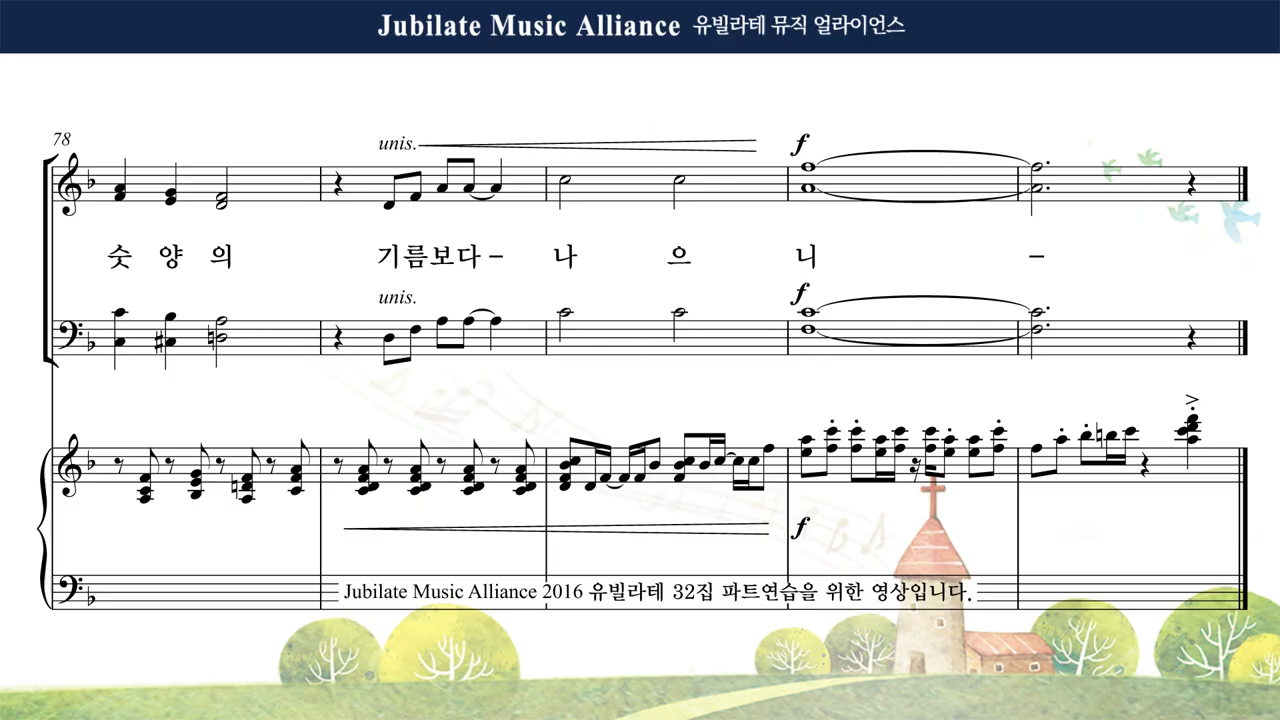 Jubilate Music Alliance 유빌라테 뮤직 얼라이언스
78
unis.
f
숫 양 의 기름보다 – 나 으 니 –
unis.
f
f
Jubilate Music Alliance 2016 유빌라테 32집 파트연습을 위한 영상입니다.